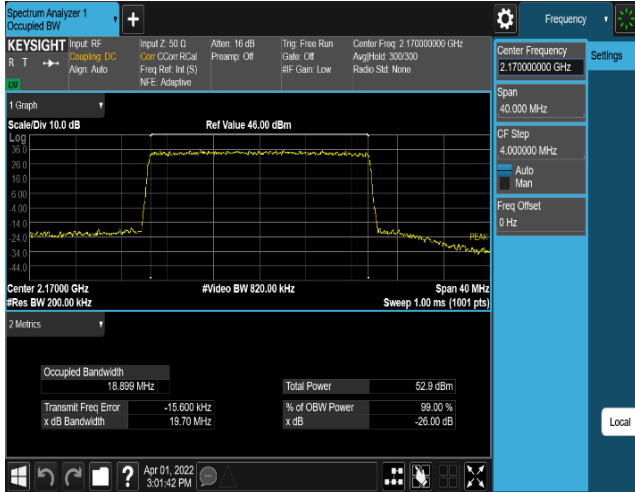 Spectrum Analyzer 1
Occupied BW
Frequency
KEYSIGHT
R T
Input: RF
Coupling: DC
Align: Auto
Input Z: 50 Ω
Corr CCorr RCal
Freq Ref: Int (S)
NFE: Adaptive
Atten: 16 dB
Preamp: Off
Trig: Free Run
Gate: Off
#IF Gain: Low
Center Freq: 2.170000000 GHz
Avg|Hold: 300/300
Radio Std: None
Center Frequency
2.170000000 GHz
Settings
Span
40.000 MHz
CF Step
4.000000 MHz
Auto
Man
Freq Offset
0 Hz
1 Graph
Scale/Div 10.0 dB
Ref Value 46.00 dBm
Log
36.0
26.0
16.0
6.00
-4.00
-14.0
-24.0
-34.0
-44.0
PEAK
Center 2.17000 GHz
#Video BW 820.00 kHz
Span 40 MHz
#Res BW 200.00 kHz
Sweep 1.00 ms (1001 pts)
2 Metrics
Occupied Bandwidth
18.899 MHz
Total Power 52.9 dBm
Transmit Freq Error -15.600 kHz
% of OBW Power 99.00 %
x dB Bandwidth 19.70 MHz
x dB -26.00 dB
Local
Apr 01, 2022
3:01:42 PM